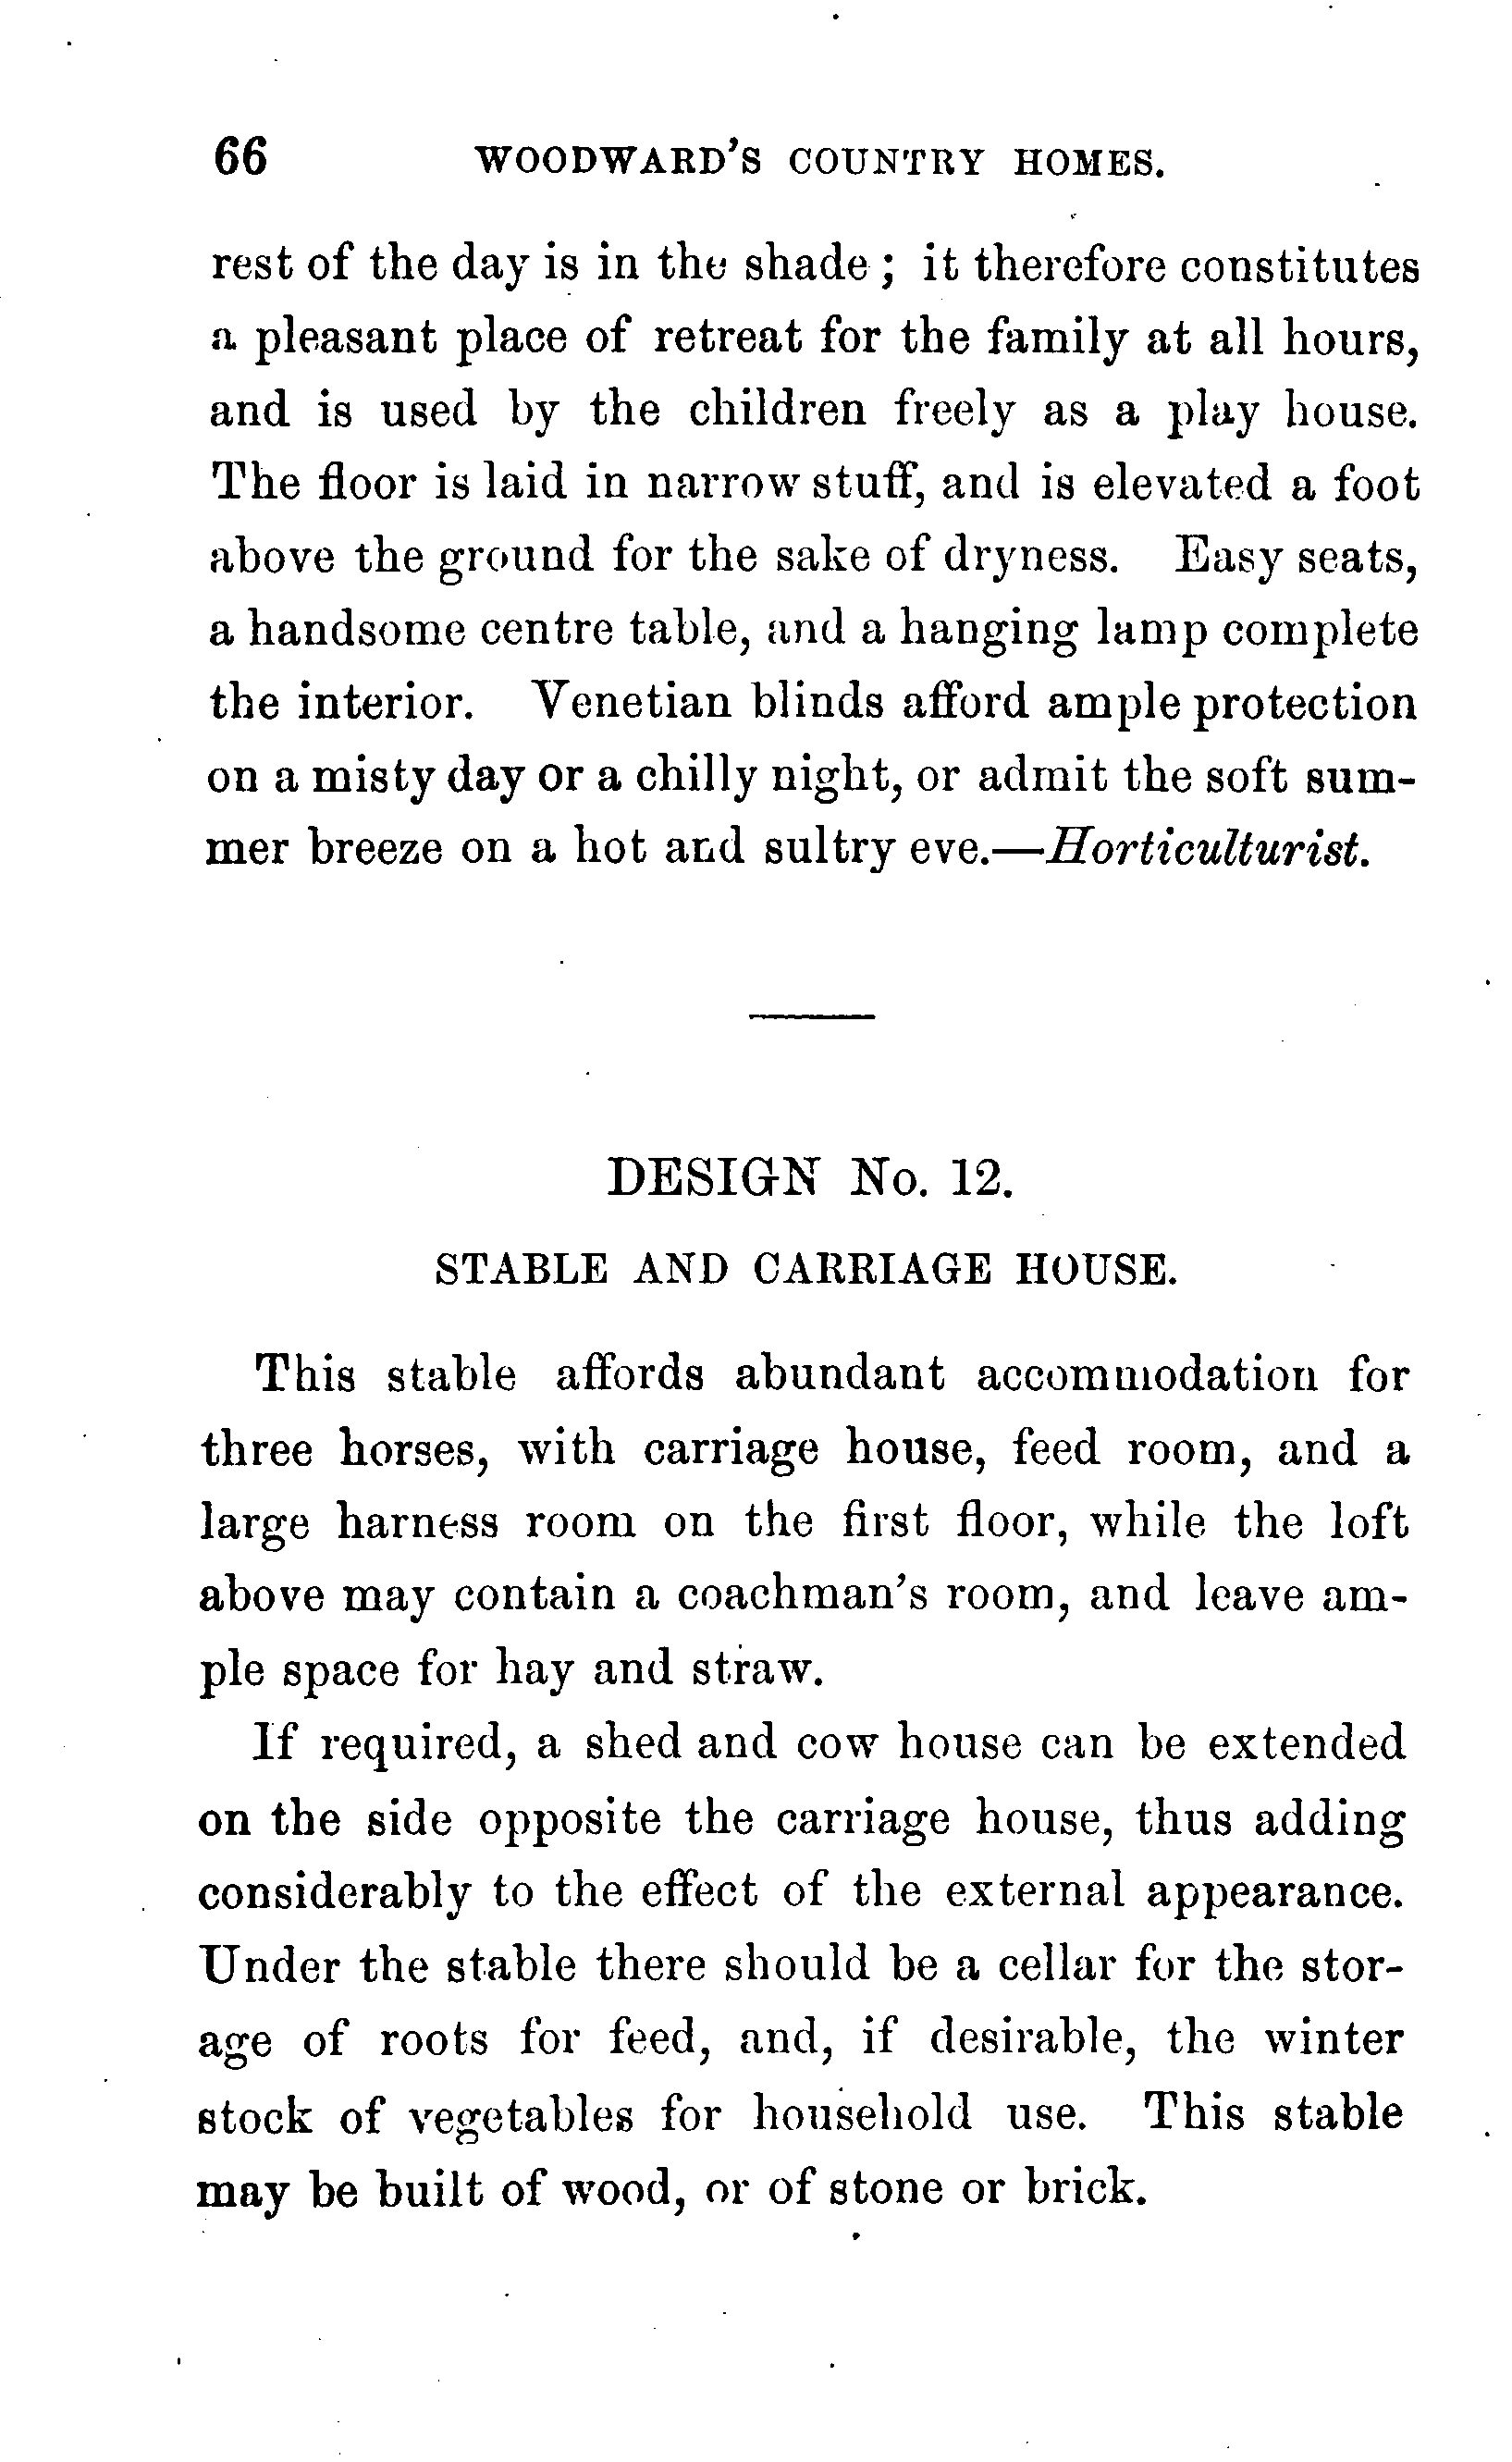 66 WOODWARD'S COUNTRY HOMES.
rest of the day is in the shade; it therefore constitutes
a pleasant place of retreat for the family at all hours,
and is used by the children freely as a play house.
The floor is laid in narrow stuff, and is elevated a foot
above the ground for the sake of dryness. Easy seats,
a handsome centre table, and a hanging lamp complete
the interior. Venetian blinds afford ample protection
on a misty day or a chilly night, or admit the soft sum-
mer breeze on a hot and sultry eve.—Horticulturist.
DESIGN No. 12.
STABLE AND CARRIAGE HOUSE.
This stable affords abundant accommodation for
three horses, with carriage house, feed room, and a
large harness room on the first floor, while the loft
above may contain a coachman's room, and leave am-
ple space for hay and straw.
If required, a shed and cow house can be extended
on the side opposite the carriage house, thus adding
considerably to the effect of the external appearance.
Under the stable there should be a cellar for the stor-
age of roots for feed, and, if desirable, the winter
stock of vegetables for household use. This stable
may be built of wood, or of stone or brick.